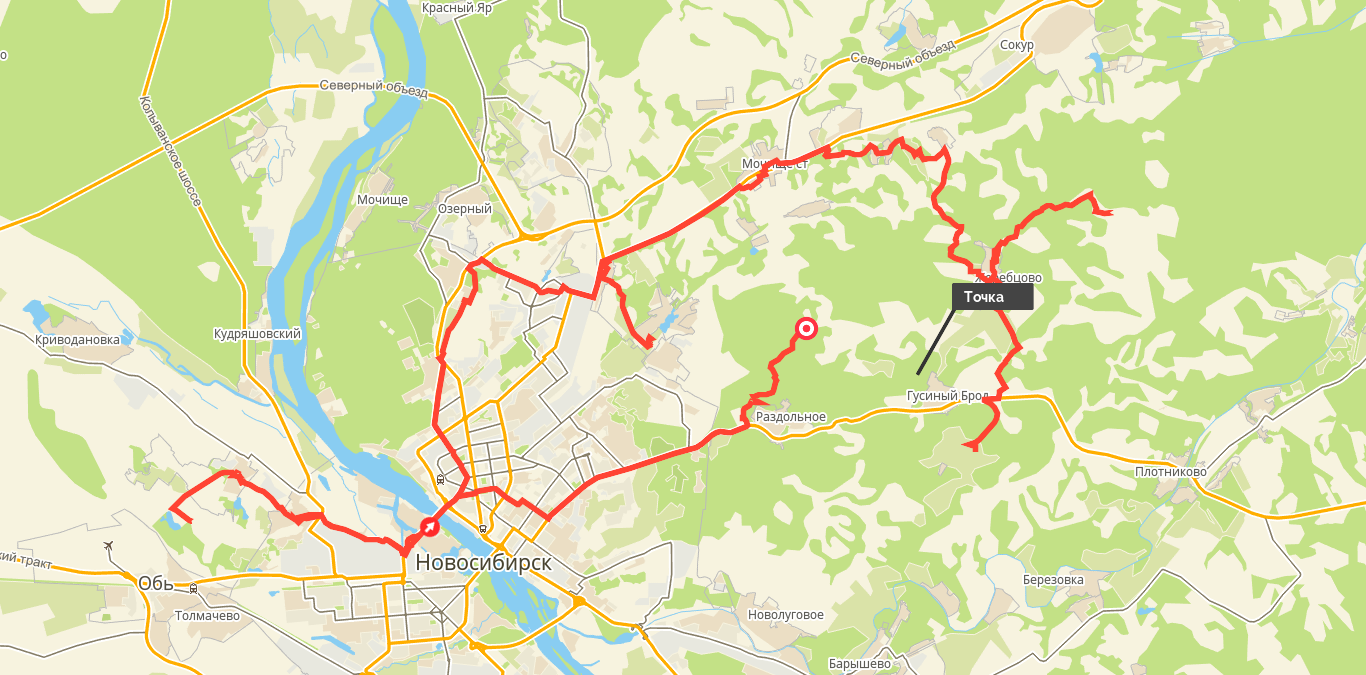 Красный Яр
Сокур
Северный объезд
Северный объезд
Колыванское шоссе
Мочище ст
Мочище
Озерный
Жеребцово
Точка
Кудряшовский
Криводановка
Гусиный Брод
Раздольное
Плотниково
Новосибирск
кий тракт
Обь
Березовка
Толмачево
Новолуговое
Барышево